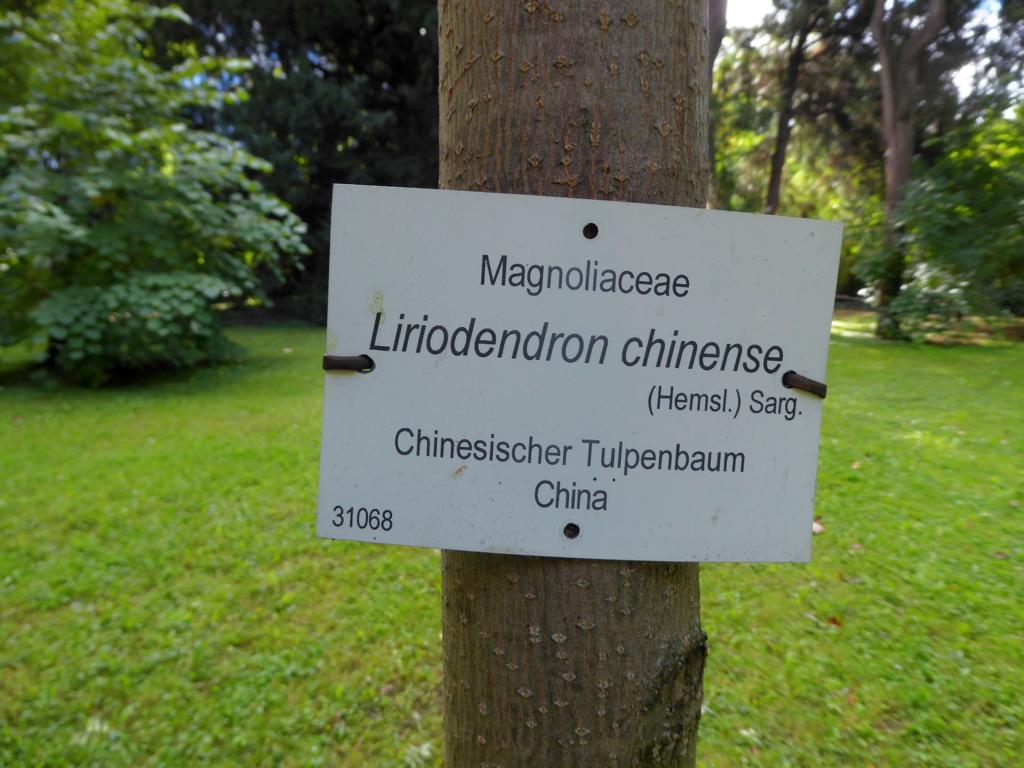 Magnoliaceae
Liriodendron chinense
(Hemsl.) Sarg.
Chinesischer Tulpenbaum
China
31068